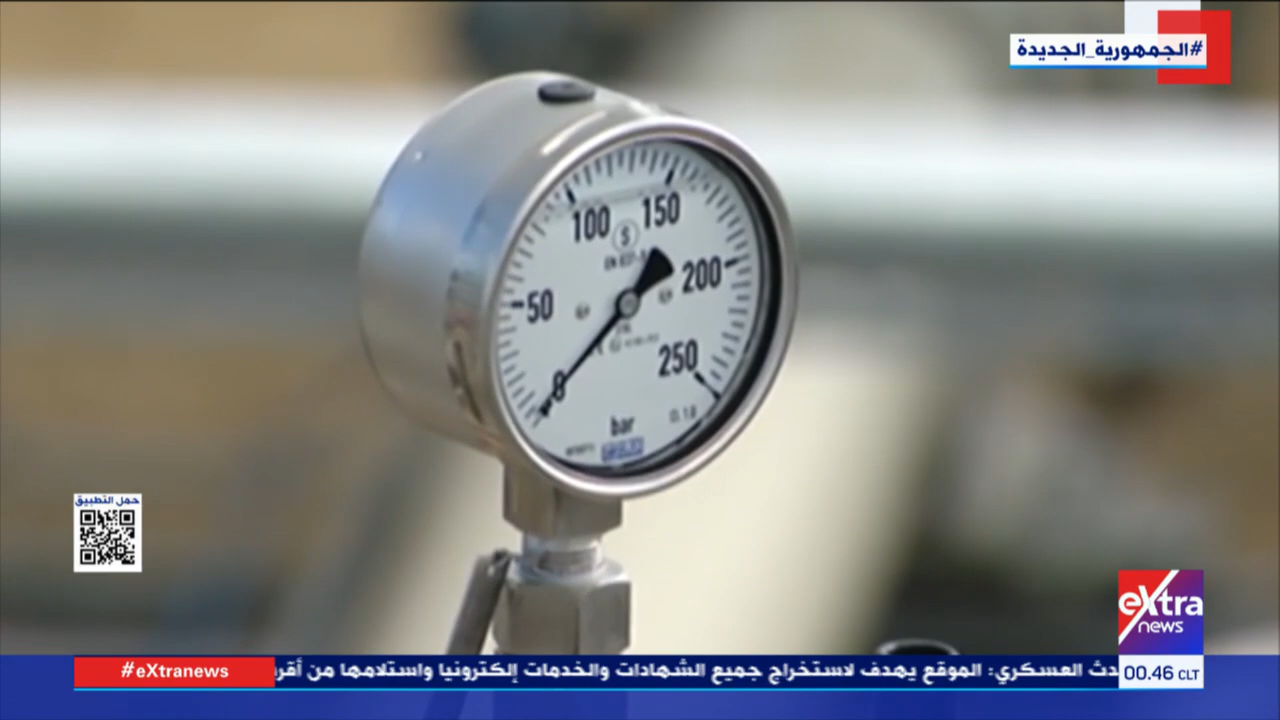 #الجمهورية_الجديدة
100
150
S
50
200
250
0
bar
حمل التطبيق
eXtra
news
#eXtranews
دث العسكري: الموقع يهدف لاستخراج جميع الشهادات والخدمات إلكترونيا واستلامها من أقر
00.46 CLT